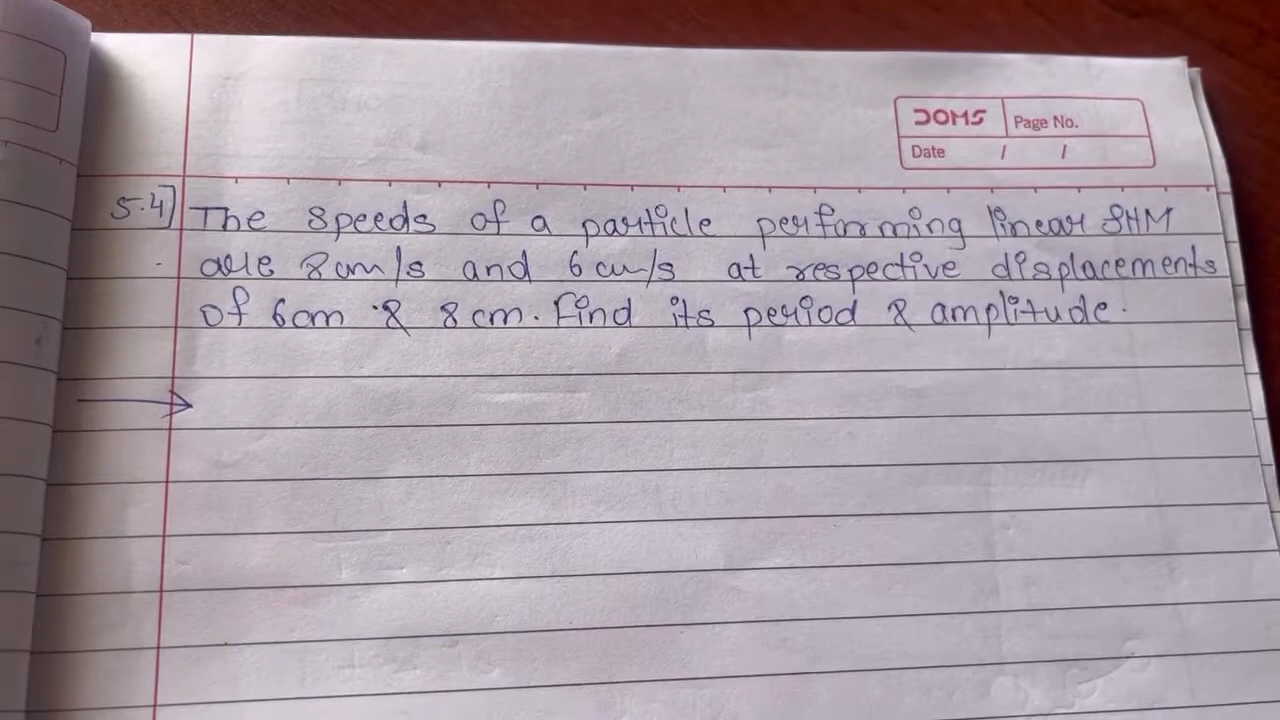 DOMS
Page No.
Date / /
5.4] The speeds of a particle performing linear SHM
are 8cm/s and 6cm/s at respective displacements
of 6cm & 8cm. Find its period & amplitude.